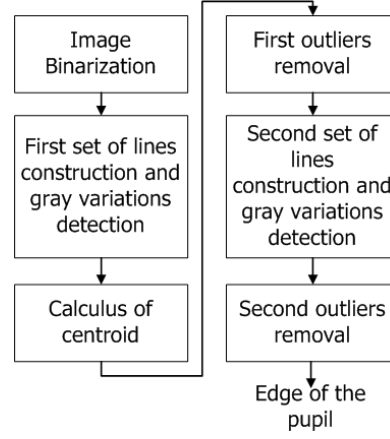 Image
Binarization
First set of lines
construction and
gray variations
detection
Calculus of
centroid
First outliers
removal
Second set of
lines
construction and
gray variations
detection
Second outliers
removal
Edge of the
pupil